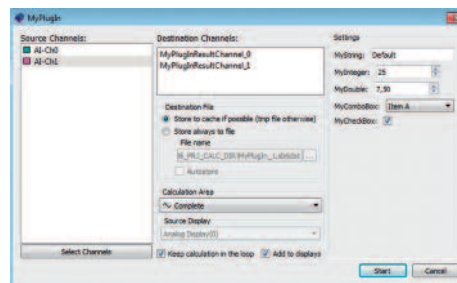 MyPlugIn
Source Channels:
AI-Ch0
AI-Ch1
Select Channels
Destination Channels:
MyPlugInResultChannel_0
MyPlugInResultChannel_1
Destination File
Store to cache if possible (tmp file otherwise)
Store always to file
File name
...
Autostore
Calculation Area
Complete
Source Display
Analog Display(0)
Keep calculation in the loop
Add to displays
Settings
MyString: Default
MyInteger: 25
MyDouble: 7,50
MyComboBox: Item A
MyCheckBox:
Start
Cancel